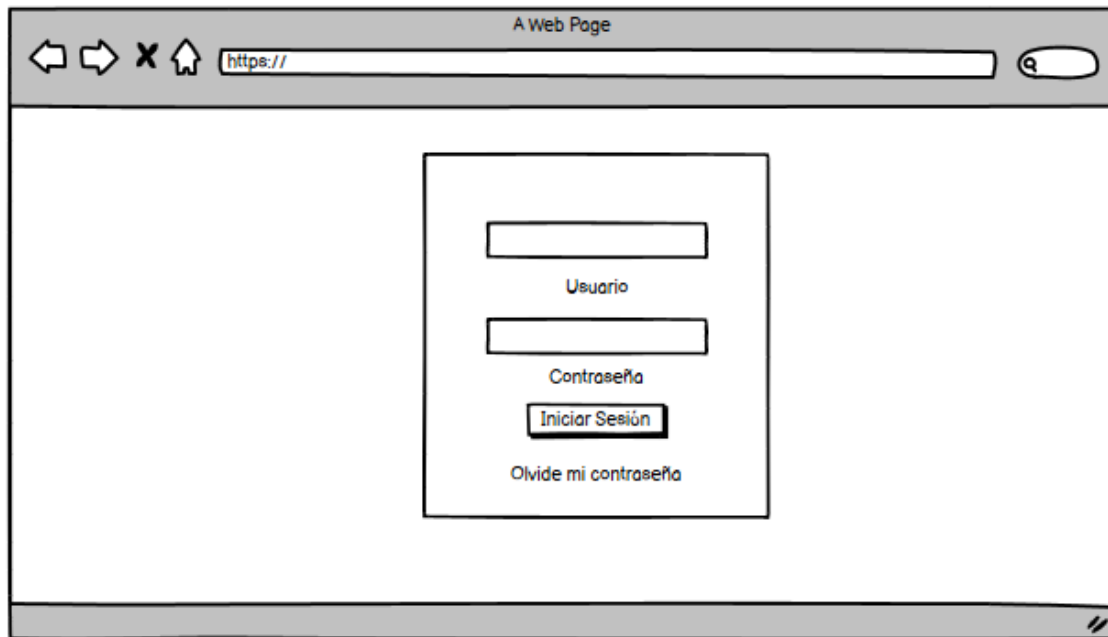 A Web Page
https://
Usuario
Contraseña
Iniciar Sesión
Olvide mi contraseña